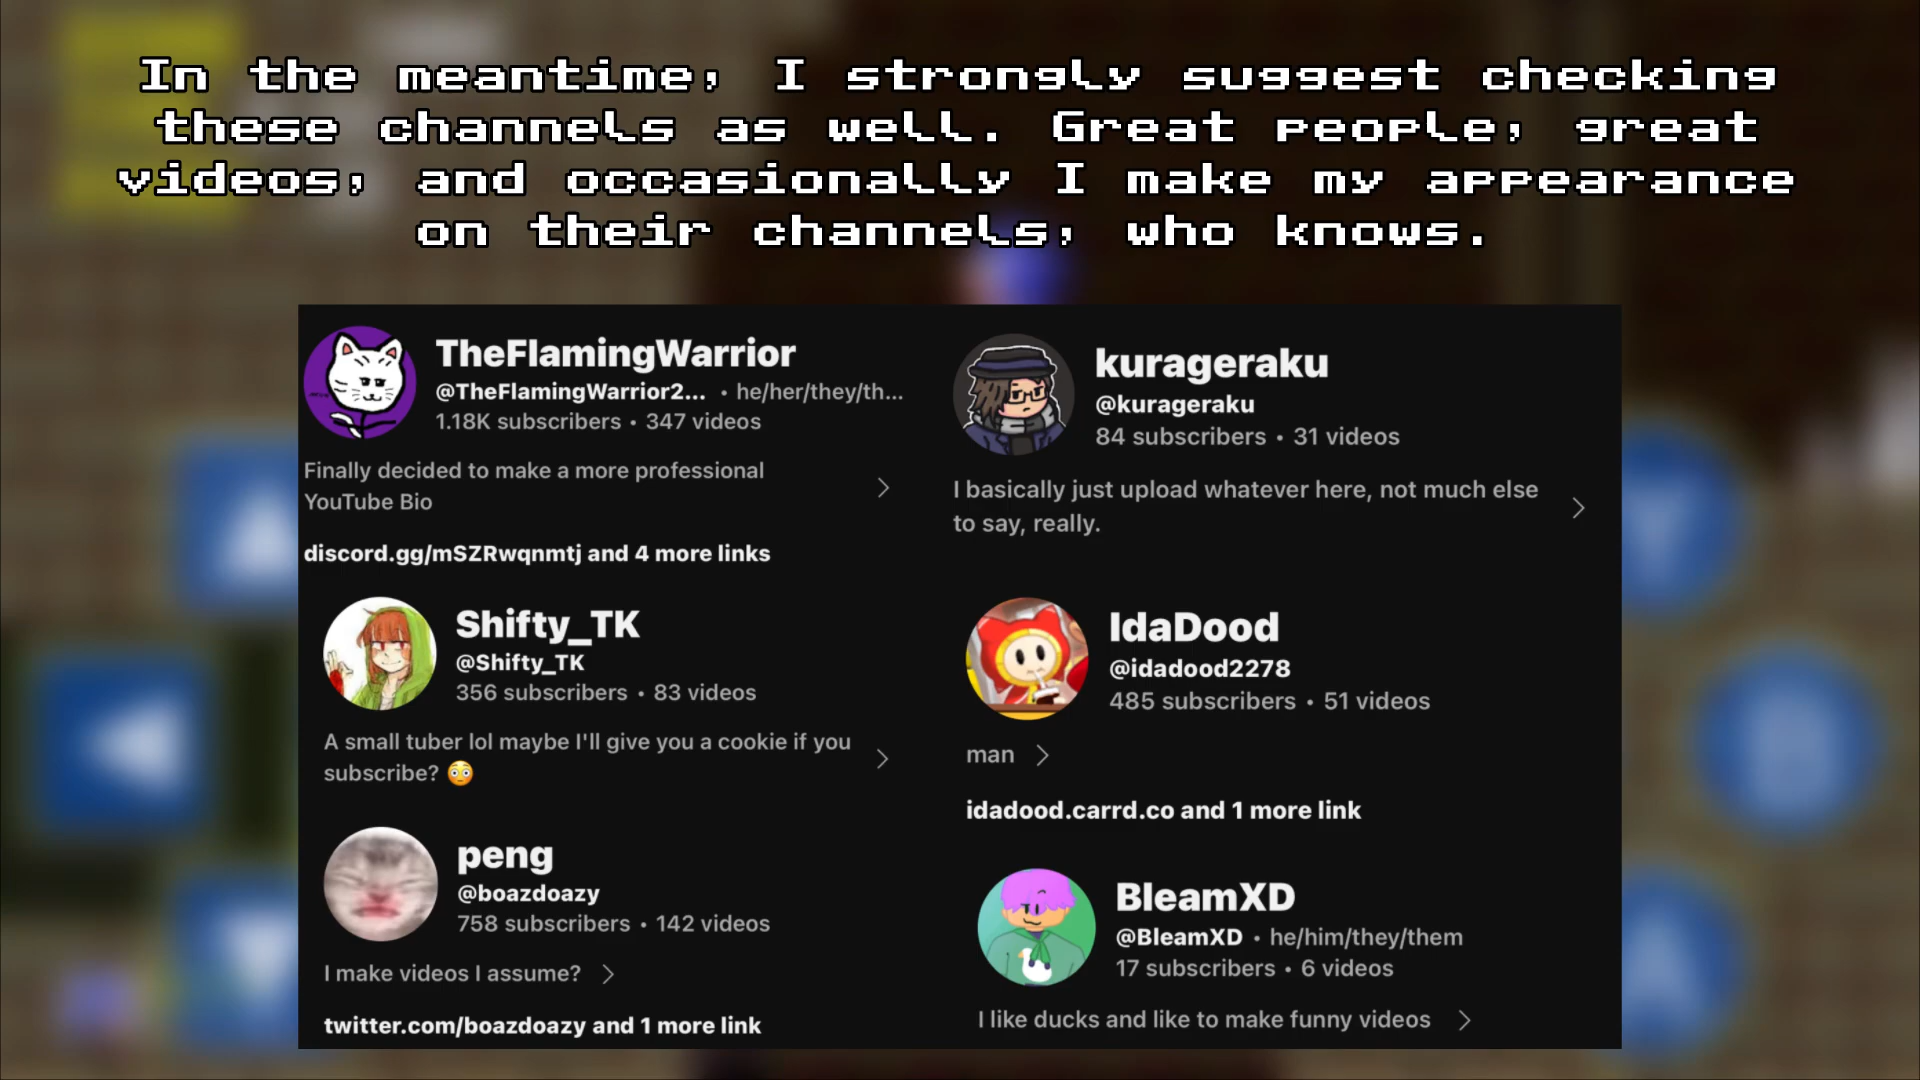 In the meantime, I strongly suggest checking
these channels as well. Great people, great
videos, and occasionally I make my appearance
on their channels, who knows.
TheFlamingWarrior
@TheFlamingWarrior2... • he/her/they/th...
1.18K subscribers • 347 videos
Finally decided to make a more professional
YouTube Bio
discord.gg/mSZRwqnmtj and 4 more links
kurageraku
@kurageraku
84 subscribers • 31 videos
I basically just upload whatever here, not much else
to say, really.
Shifty_TK
@Shifty_TK
356 subscribers • 83 videos
A small tuber lol maybe I'll give you a cookie if you
subscribe? 😳
IdaDood
@idadood2278
485 subscribers • 51 videos
man
idadood.carrd.co and 1 more link
peng
@boazdoazy
758 subscribers • 142 videos
I make videos I assume?
twitter.com/boazdoazy and 1 more link
BleamXD
@BleamXD • he/him/they/them
17 subscribers • 6 videos
I like ducks and like to make funny videos